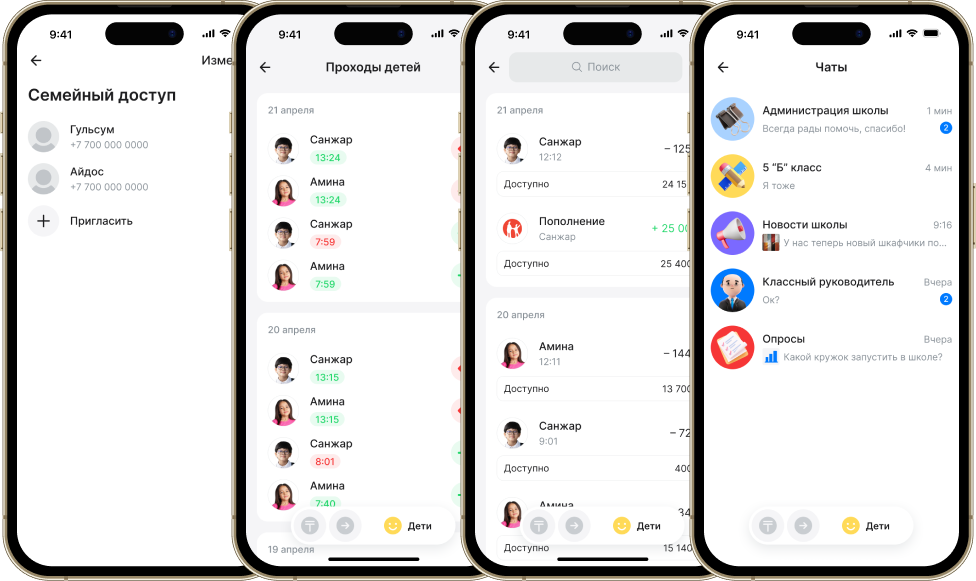 9:41
Изме
Семейный доступ
Гульсум
+7 700 000 0000
Айдос
+7 700 000 0000
Пригласить
9:41
Проходы детей
21 апреля
Санжар
13:24
Амина
13:24
Санжар
7:59
Амина
7:59
20 апреля
Санжар
13:15
Амина
13:15
Санжар
8:01
Амина
7:40
Дети
19 апреля
9:41
Поиск
21 апреля
Санжар
12:12
– 125
Доступно
24 15
Пополнение
Санжар
+ 25 00
Доступно
25 400
20 апреля
Амина
12:11
– 144
Доступно
13 700
Санжар
9:01
– 72
Доступно
400
Амина
34
Дети
Доступно
15 140
9:41
Чаты
Администрация школы
1 мин
Всегда рады помочь, спасибо!
2
5 “Б” класс
4 мин
Я тоже
Новости школы
9:16
У нас теперь новый шкафчики по...
Классный руководитель
Вчера
Ок?
2
Опросы
Вчера
Какой кружок запустить в школе?
Дети